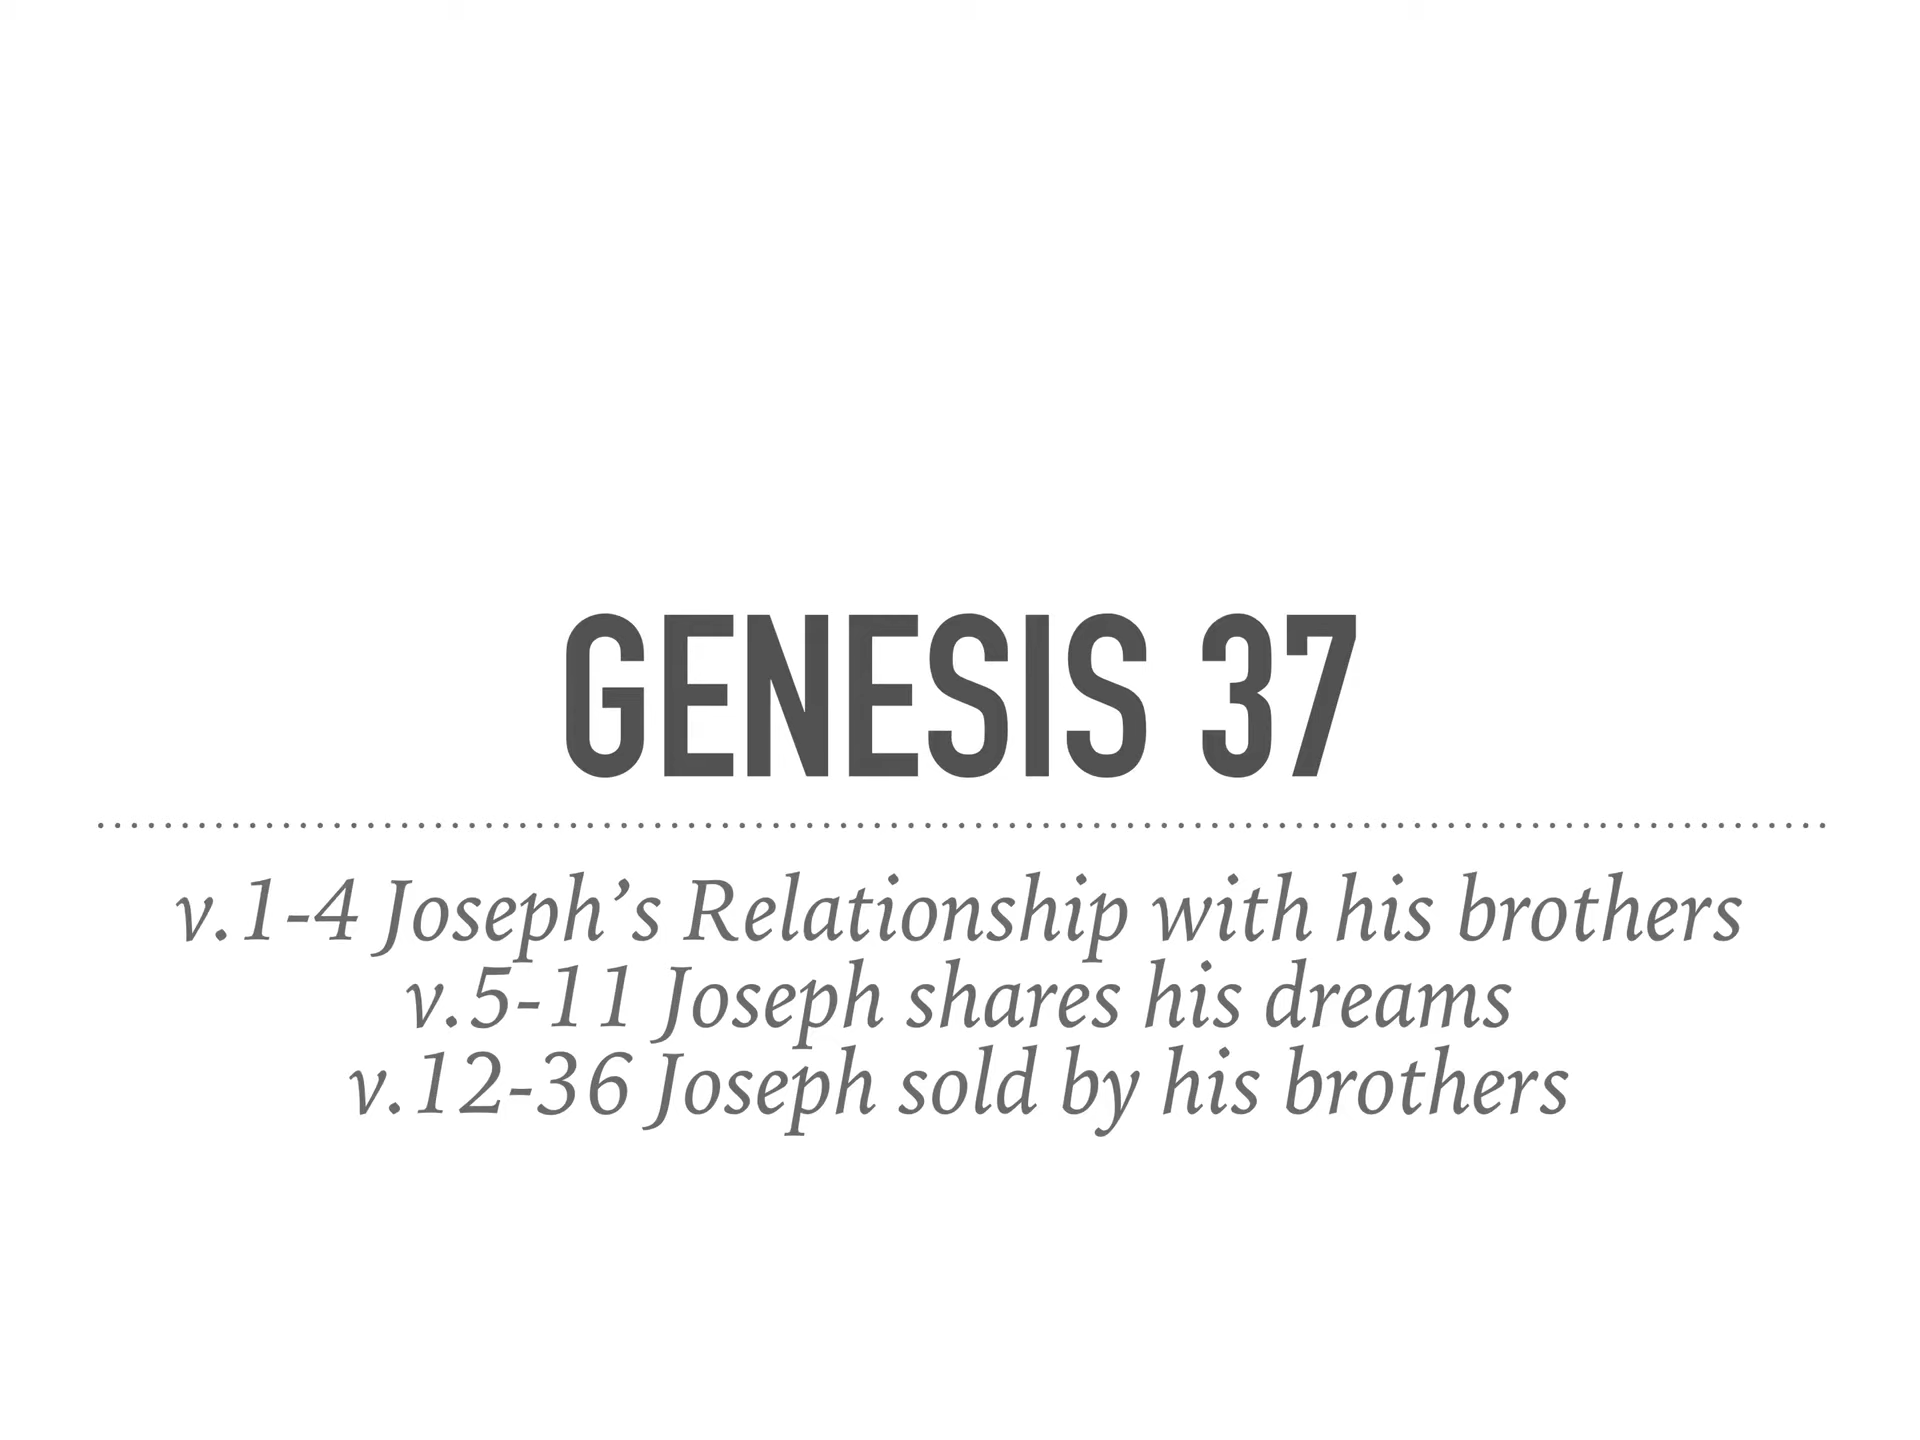 GENESIS 37
v.1-4 Joseph’s Relationship with his brothers
v.5-11 Joseph shares his dreams
v.12-36 Joseph sold by his brothers